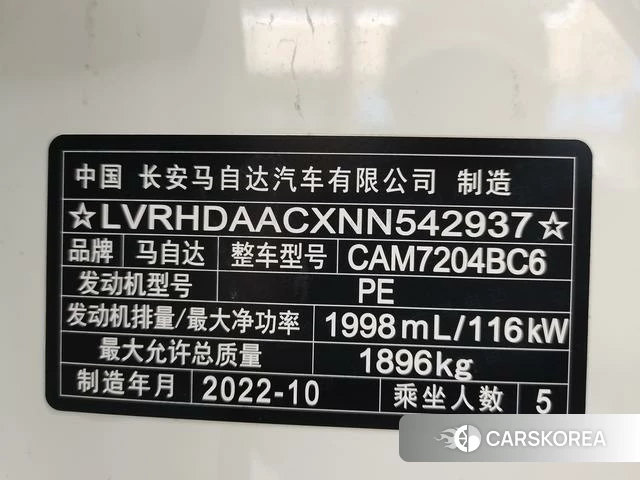 中国 长安马自达汽车有限公司 制造
☆LVRHDAACXNN542937☆
品牌 马自达 整车型号 CAM7204BC6
发动机型号 PE
发动机排量/最大净功率 1998mL/116kW
最大允许总质量 1896kg
制造年月 2022-10 乘坐人数 5
CARSKOREA